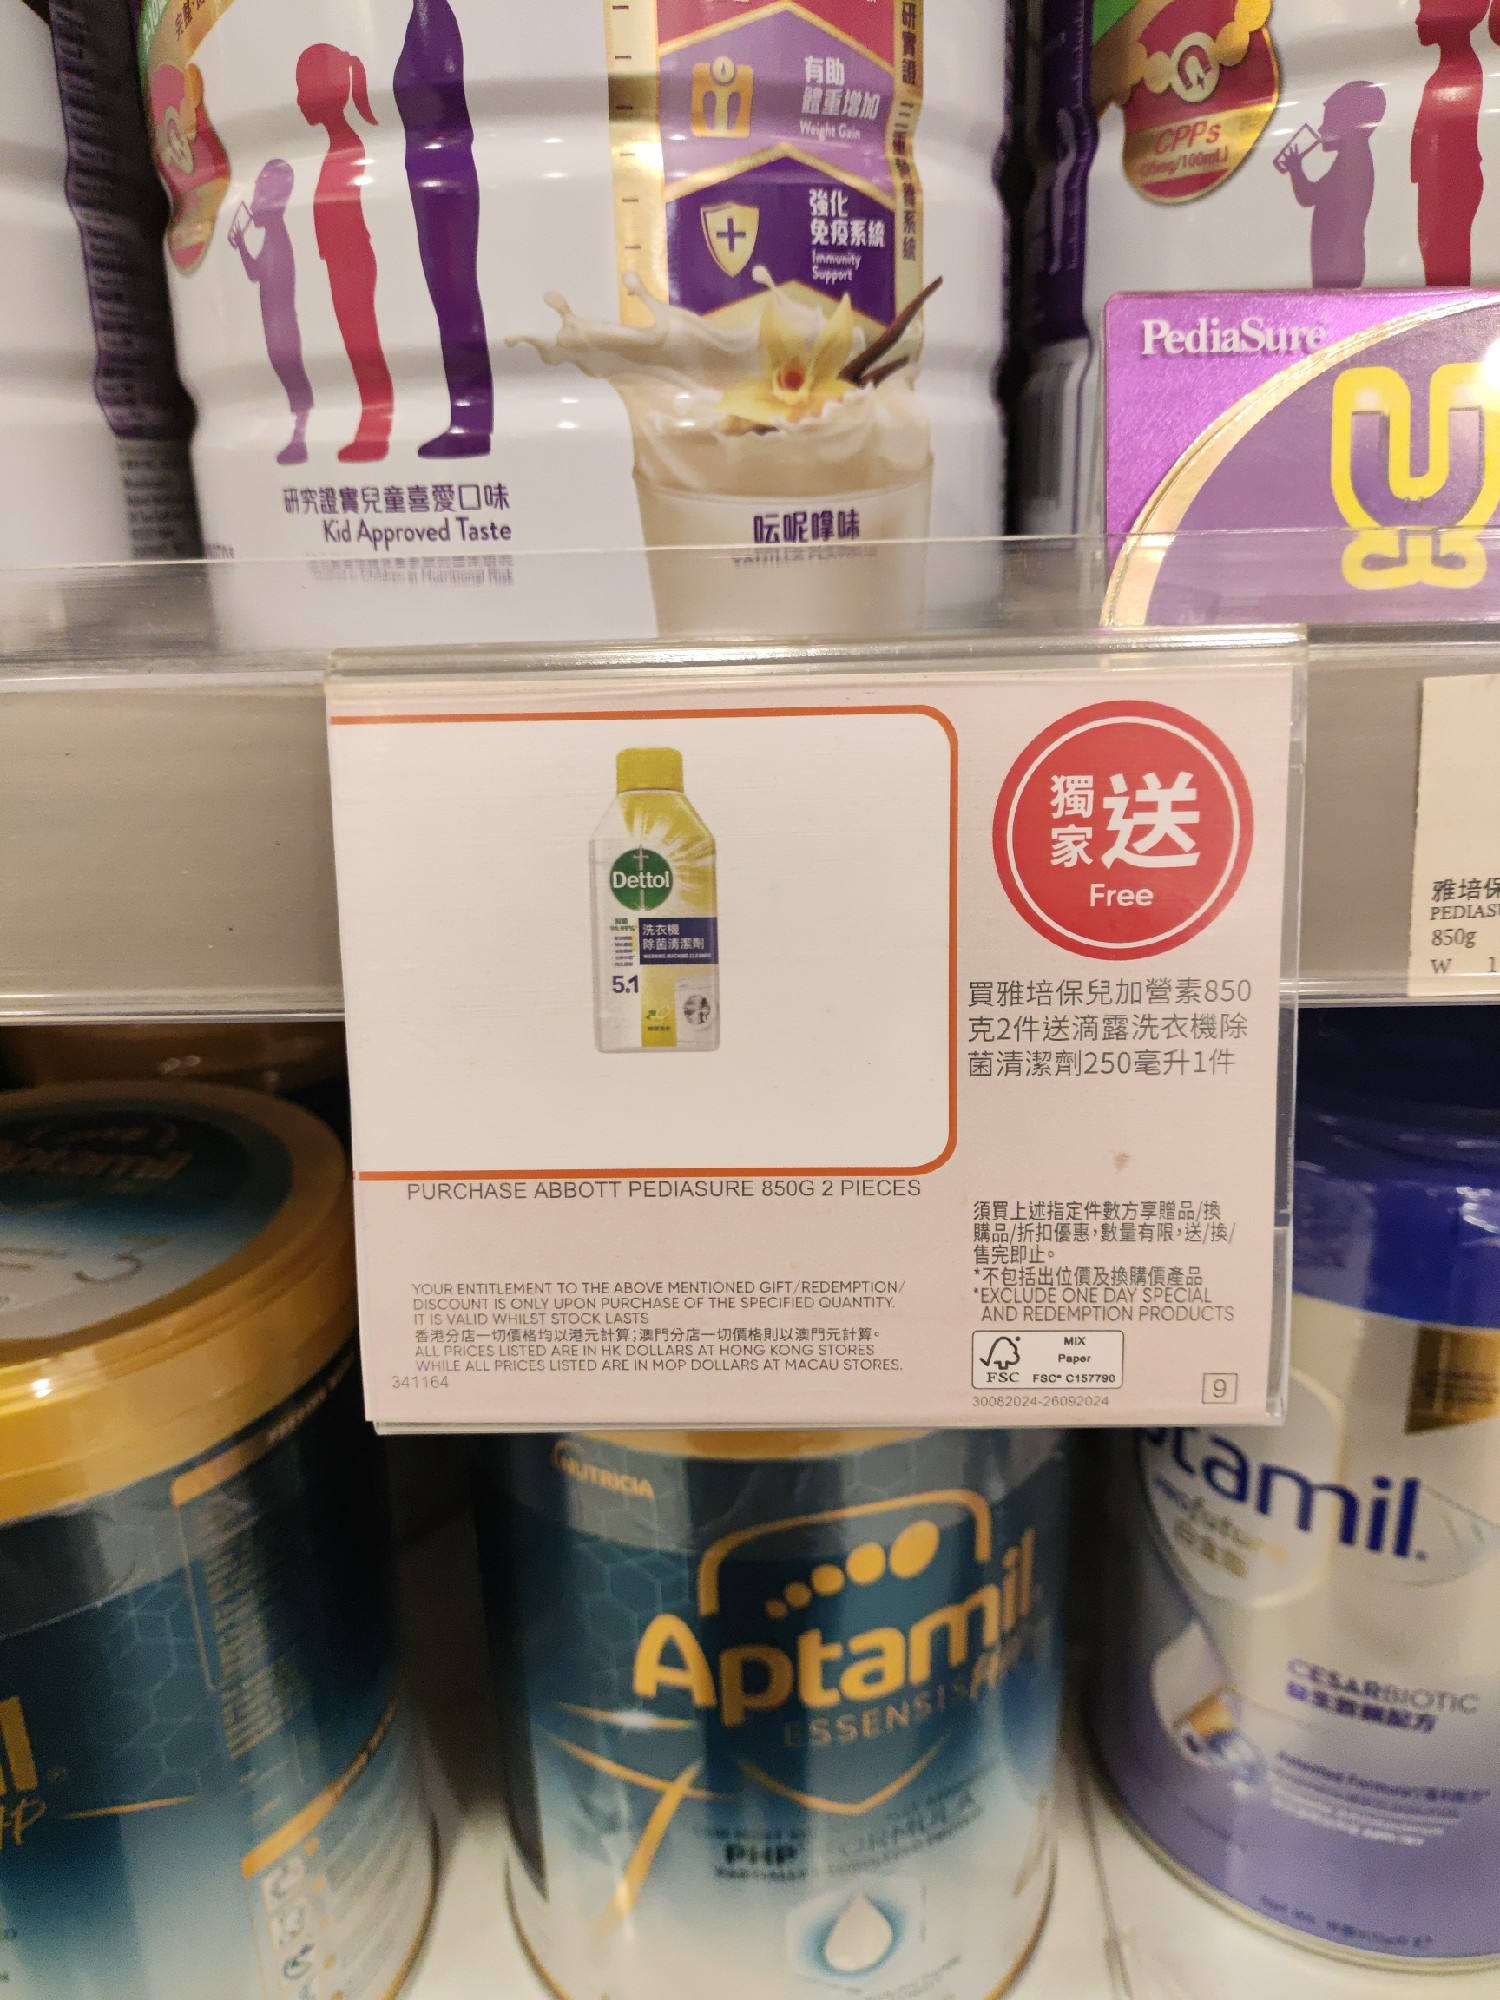 有助
體重增加
Weight Gain
強化
免疫系統
Immunity
Support
CPPs
研究證實兒童喜愛口味
Kid Approved Taste
呍呢嗱味
PediaSure
Dettol
洗衣機
除菌清潔劑
5.1
獨家 送
Free
買雅培保兒加營素850
克2件送滴露洗衣機除
菌清潔劑250毫升1件
雅培保
PEDIAS
850g
W 1
PURCHASE ABBOTT PEDIASURE 850G 2 PIECES
須買上述指定件數方享贈品/換
購品/折扣優惠,數量有限,送/換/
售完即止。
*不包括出位價及換購價產品
*EXCLUDE ONE DAY SPECIAL
AND REDEMPTION PRODUCTS
YOUR ENTITLEMENT TO THE ABOVE MENTIONED GIFT/REDEMPTION/
DISCOUNT IS ONLY UPON PURCHASE OF THE SPECIFIED QUANTITY.
IT IS VALID WHILST STOCK LASTS
香港分店一切價格均以港元計算;澳門分店一切價格則以澳門元計算。
ALL PRICES LISTED ARE IN HK DOLLARS AT HONG KONG STORES
WHILE ALL PRICES LISTED ARE IN MOP DOLLARS AT MACAU STORES.
341164
FSC
MIX
Paper
FSC® C157790
30082024-26092024
9
NUTRICIA
Aptamil
ESSENSIS
PHP FORMULA
tamil
CESARBIOTIC